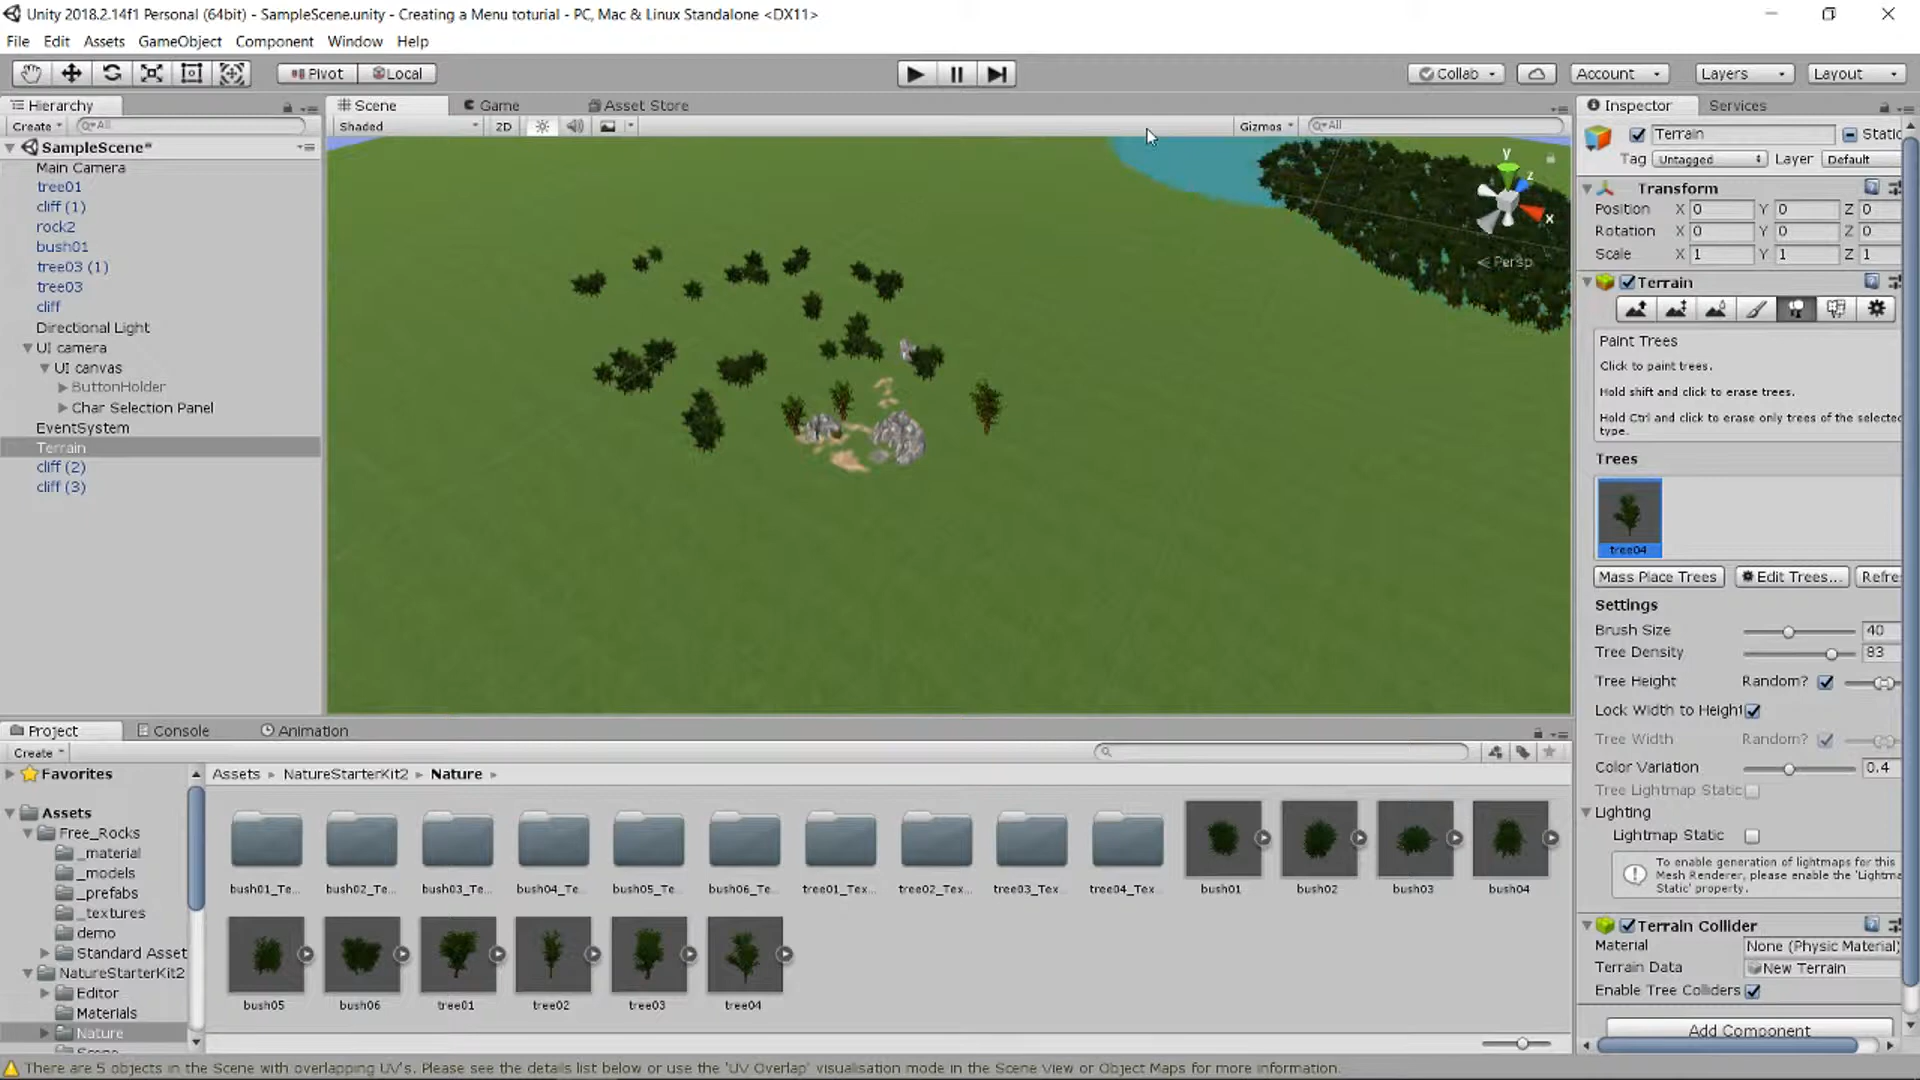 Unity 2018.2.14f1 Personal (64bit) - SampleScene.unity - Creating a Menu toturial - PC, Mac & Linux Standalone <DX11>
File Edit Assets GameObject Component Window Help
Pivot Local Collab Account Layers Layout
Hierarchy
Create All
SampleScene*
Main Camera
tree01
cliff (1)
rock2
bush01
tree03 (1)
tree03
cliff
Directional Light
UI camera
UI canvas
ButtonHolder
Char Selection Panel
EventSystem
Terrain
cliff (2)
cliff (3)
Scene Game Asset Store
Shaded 2D Gizmos All
y
z
x
Persp
Inspector Services
Terrain Static
Tag Untagged Layer Default
Transform
Position X 0 Y 0 Z 0
Rotation X 0 Y 0 Z 0
Scale X 1 Y 1 Z 1
Terrain
Paint Trees
Click to paint trees.
Hold shift and click to erase trees.
Hold Ctrl and click to erase only trees of the selected
type.
Trees
tree04
Mass Place Trees Edit Trees... Refre
Settings
Brush Size 40
Tree Density 83
Tree Height Random?
Lock Width to Height
Tree Width Random?
Color Variation 0.4
Tree Lightmap Static
Lighting
Lightmap Static
To enable generation of lightmaps for this
Mesh Renderer, please enable the 'Lightma
Static' property.
Terrain Collider
Material None (Physic Material)
Terrain Data New Terrain
Enable Tree Colliders
Add Component
Project Console Animation
Create
Favorites
Assets
Free_Rocks
_material
_models
_prefabs
_textures
demo
Standard Asset
NatureStarterKit2
Editor
Materials
Nature
Assets NatureStarterKit2 Nature
bush01_Te... bush02_Te... bush03_Te... bush04_Te... bush05_Te... bush06_Te... tree01_Tex... tree02_Tex... tree03_Tex... tree04_Tex... bush01 bush02 bush03 bush04
bush05 bush06 tree01 tree02 tree03 tree04
There are 5 objects in the Scene with overlapping UV's. Please see the details list below or use the 'UV Overlap' visualisation mode in the Scene View or Object Maps for more information.